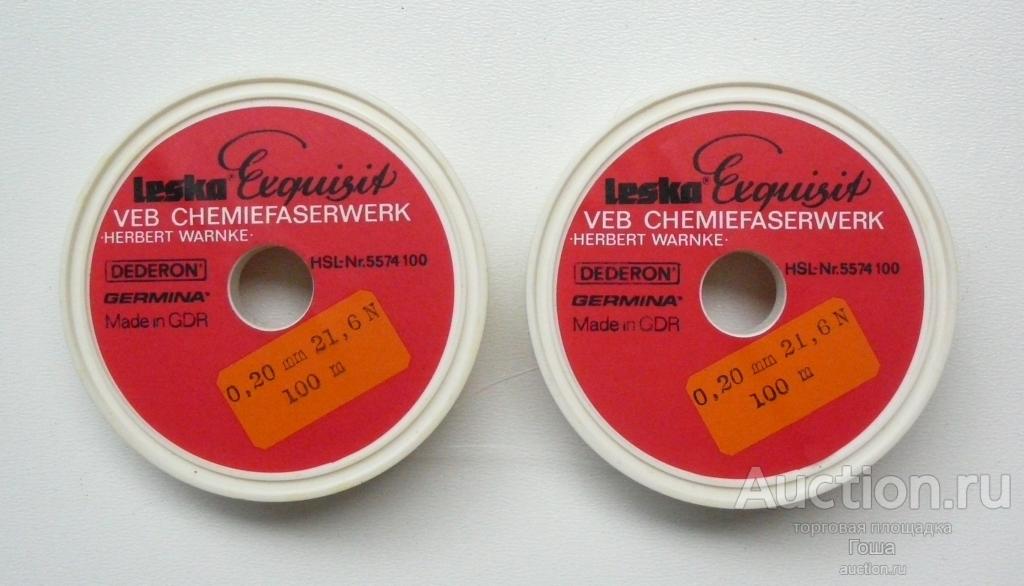 Leska® Exquisit
VEB CHEMIEFASERWERK
·HERBERT WARNKE·
DEDERON®
HSL-Nr.5574100
GERMINA®
Made in GDR
0,20 mm 21,6 N
100 m
Leska® Exquisit
VEB CHEMIEFASERWERK
·HERBERT WARNKE·
DEDERON®
HSL-Nr.5574100
GERMINA®
Made in GDR
0,20 mm 21,6 N
100 m
Auction.ru
торговая площадка
Гоша
auction.ru